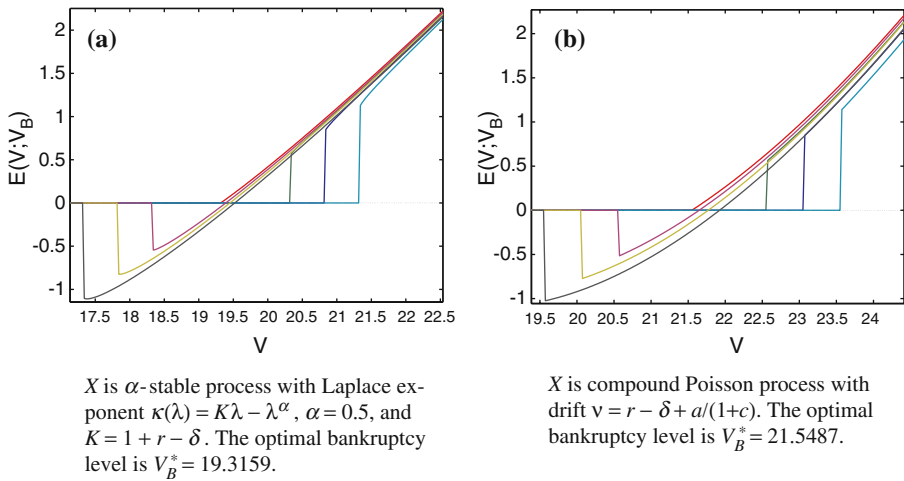 (a)
E(V;V_B)
2
1.5
1
0.5
0
-0.5
-1
17.5 18 18.5 19 19.5 20 20.5 21 21.5 22 22.5
V
X is α-stable process with Laplace ex-
ponent κ(λ) = Kλ − λ^α , α = 0.5, and
K = 1 + r − δ . The optimal bankruptcy
level is V_B^* = 19.3159.
(b)
E(V;V_B)
2
1.5
1
0.5
0
-0.5
-1
19.5 20 20.5 21 21.5 22 22.5 23 23.5 24
V
X is compound Poisson process with
drift ν = r − δ + a/(1+c). The optimal
bankruptcy level is V_B^* = 21.5487.